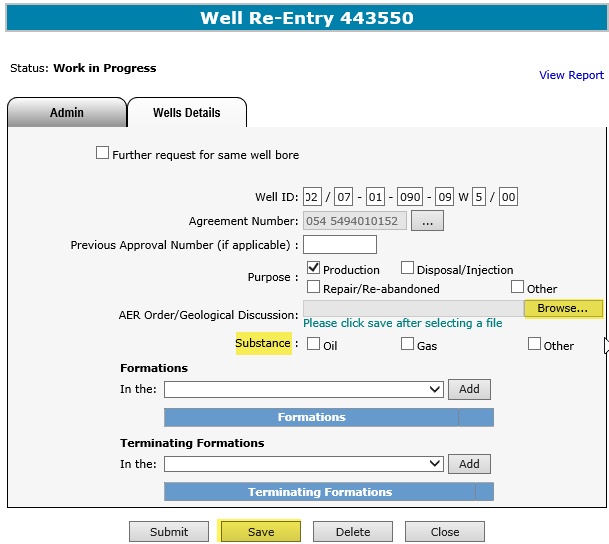 Well Re-Entry 443550
Status: Work in Progress
View Report
Admin Wells Details
Further request for same well bore
Well ID: 02 / 07 - 01 - 090 - 09 W 5 / 00
Agreement Number: 054 5494010152 ...
Previous Approval Number (if applicable) :
Purpose : Production Disposal/Injection
Repair/Re-abandoned Other
AER Order/Geological Discussion: Browse...
Please click save after selecting a file
Substance : Oil Gas Other
Formations
In the: Add
Formations
Terminating Formations
In the: Add
Terminating Formations
Submit Save Delete Close